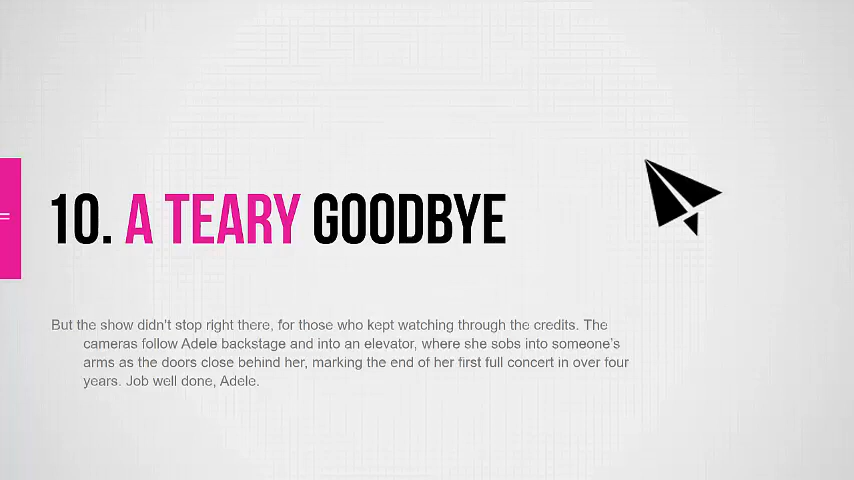 10. A TEARY GOODBYE
But the show didn't stop right there, for those who kept watching through the credits. The
cameras follow Adele backstage and into an elevator, where she sobs into someone's
arms as the doors close behind her, marking the end of her first full concert in over four
years. Job well done, Adele.